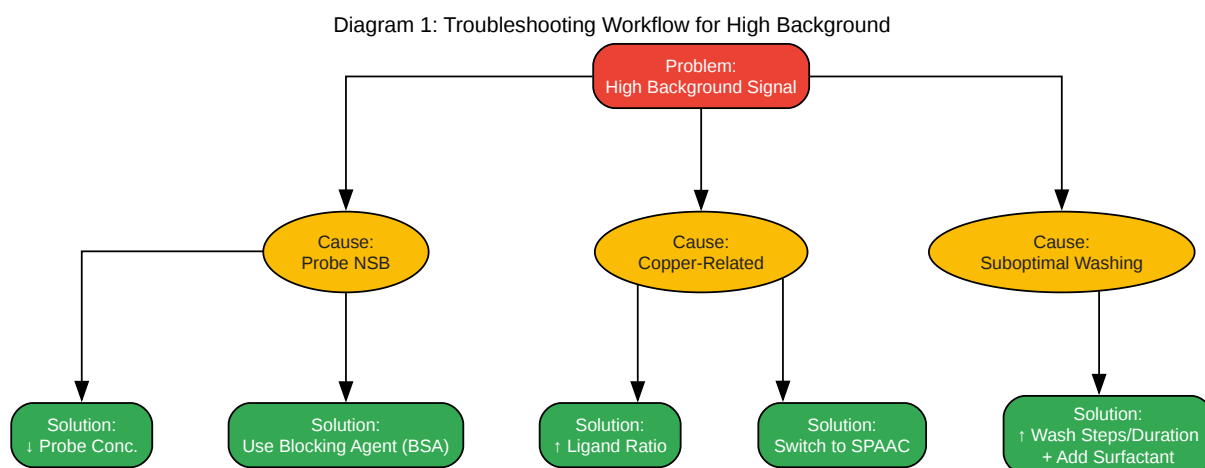 Diagram 1: Troubleshooting Workflow for High Background
Problem:
High Background Signal
Cause:
Probe NSB
Cause:
Copper-Related
Cause:
Suboptimal Washing
Solution:
↓ Probe Conc.
Solution:
Use Blocking Agent (BSA)
Solution:
↑ Ligand Ratio
Solution:
Switch to SPAAC
Solution:
↑ Wash Steps/Duration
+ Add Surfactant